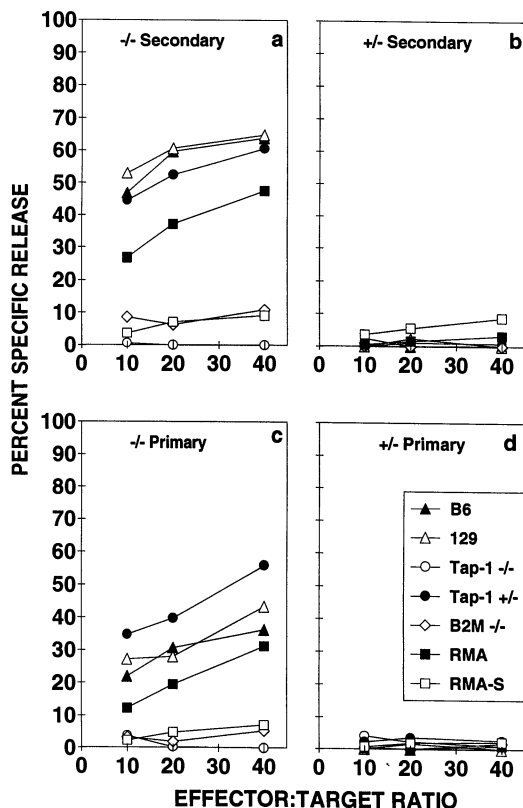 PERCENT SPECIFIC RELEASE
-/- Secondary a
100
90
80
70
60
50
40
30
20
10
0
0 10 20 30 40
+/- Secondary b
0 10 20 30 40
-/- Primary c
100
90
80
70
60
50
40
30
20
10
0
0 10 20 30 40
+/- Primary d
B6
129
Tap-1 -/-
Tap-1 +/-
B2M -/-
RMA
RMA-S
0 10 20 30 40
EFFECTOR:TARGET RATIO